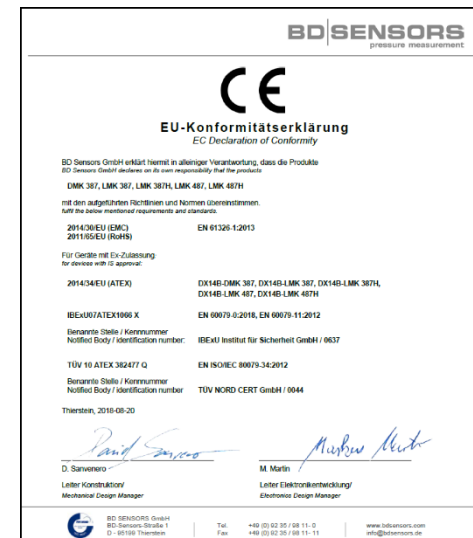 BD|SENSORS
pressure measurement
CE
EU-Konformitätserklärung
EC Declaration of Conformity
BD Sensors GmbH erklärt hiermit in alleiniger Verantwortung, dass die Produkte
BD Sensors GmbH declares on its own responsibility that the products
DMK 387, LMK 387, LMK 387H, LMK 487, LMK 487H
mit den aufgeführten Richtlinien und Normen übereinstimmen.
fulfil the below mentioned requirements and standards.
2014/30/EU (EMC) EN 61326-1:2013
2011/65/EU (RoHS)
Für Geräte mit Ex-Zulassung:
for devices with IS approval:
2014/34/EU (ATEX) DX14B-DMK 387, DX14B-LMK 387, DX14B-LMK 387H,
DX14B-LMK 487, DX14B-LMK 487H
IBExU07ATEX1066 X EN 60079-0:2018, EN 60079-11:2012
Benannte Stelle / Kennnummer
Notified Body / identification number: IBExU Institut für Sicherheit GmbH / 0637
TÜV 10 ATEX 382477 Q EN ISO/IEC 80079-34:2012
Benannte Stelle / Kennnummer
Notified Body / identification number TÜV NORD CERT GmbH / 0044
Thierstein, 2018-08-20
D. Sanvenero M. Martin
Leiter Konstruktion/ Leiter Elektronikentwicklung/
Mechanical Design Manager Electronics Design Manager
BD SENSORS GmbH
BD-Sensors-Straße 1 Tel. +49 (0) 92 35 / 98 11- 0 www.bdsensors.com
D - 95199 Thierstein Fax +49 (0) 92 35 / 98 11- 11 info@bdsensors.de